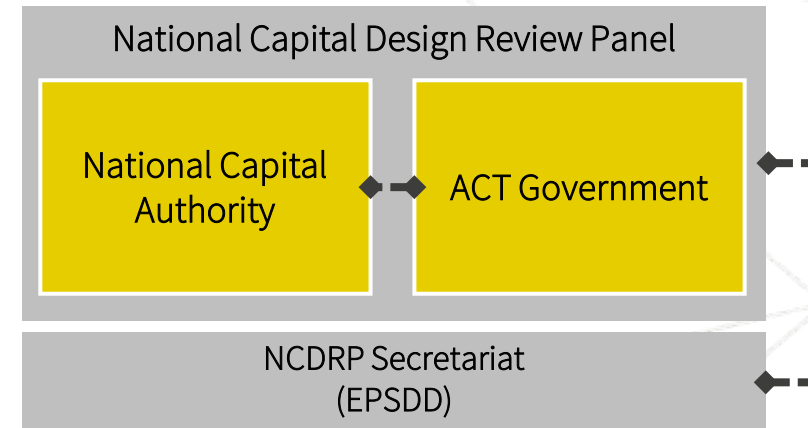 National Capital Design Review Panel
National Capital
Authority
ACT Government
NCDRP Secretariat
(EPSDD)